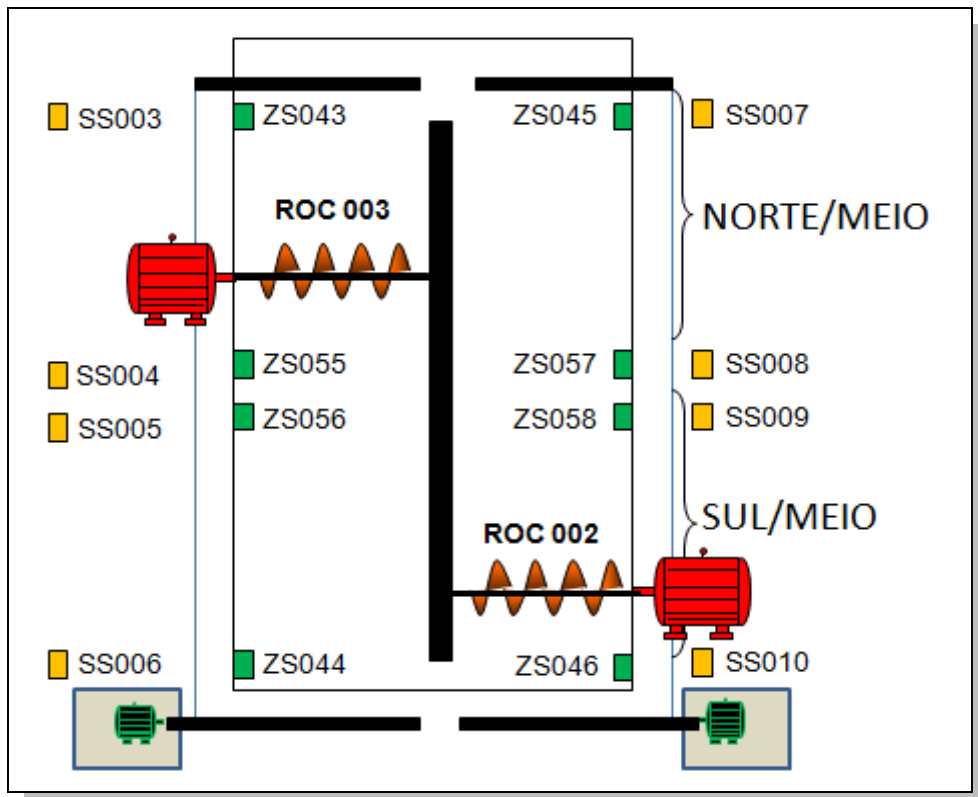 SS003
ZS043
ZS045
SS007
ROC 003
NORTE/MEIO
SS004
ZS055
ZS057
SS008
SS005
ZS056
ZS058
SS009
SUL/MEIO
ROC 002
SS006
ZS044
ZS046
SS010